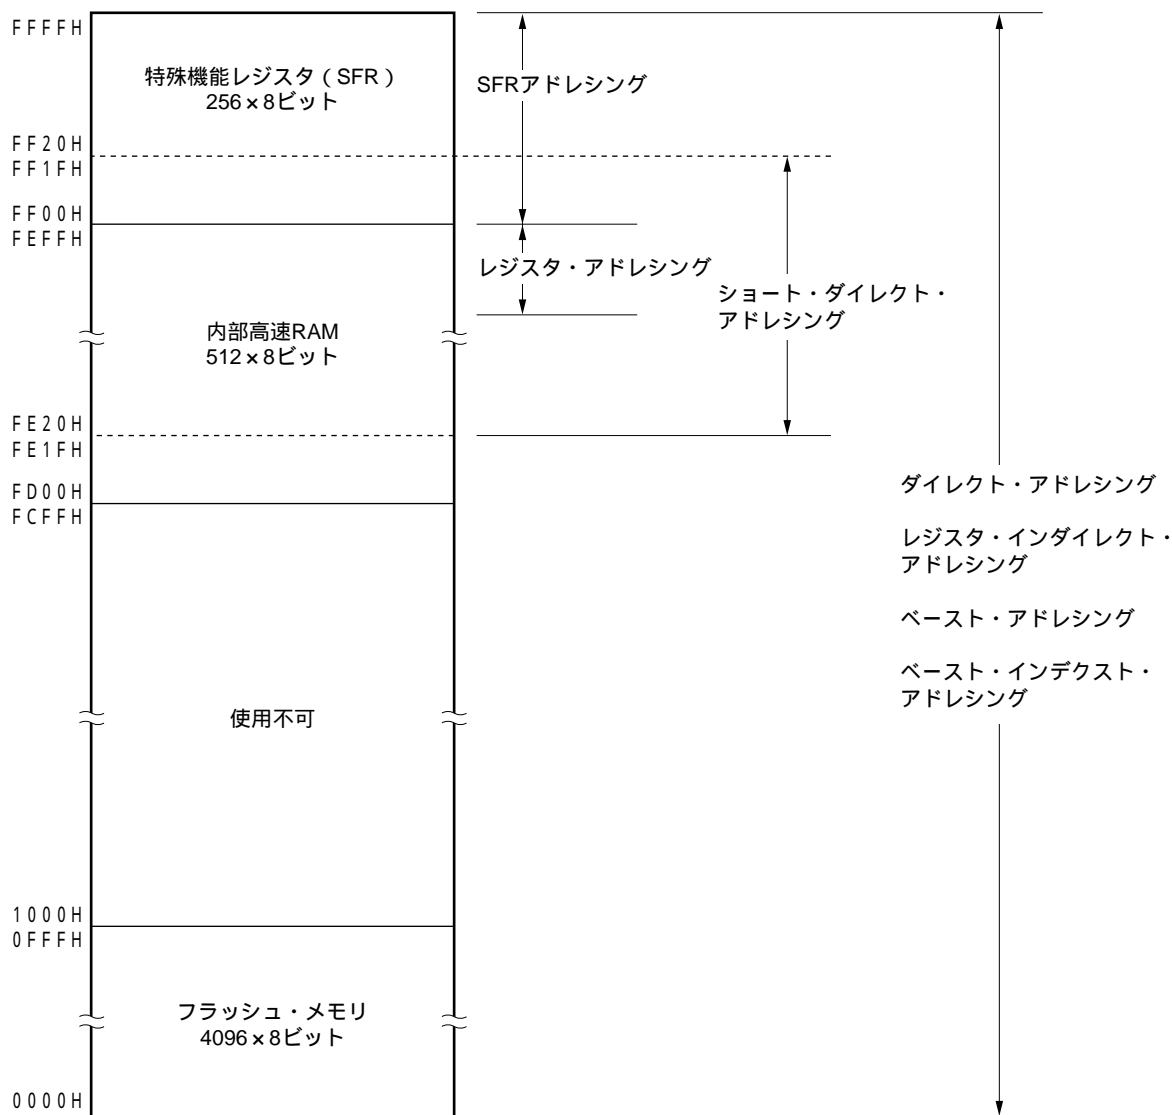 FFFFH
特殊機能レジスタ（SFR）
256×8ビット
SFRアドレシング
FF20H
FF1FH
FF00H
FEFFH
レジスタ・アドレシング
ショート・ダイレクト・
アドレシング
内部高速RAM
512×8ビット
FE20H
FE1FH
FD00H
FCFFH
ダイレクト・アドレシング
レジスタ・インダイレクト・
アドレシング
ベースト・アドレシング
ベースト・インデクスト・
アドレシング
使用不可
1000H
0FFFH
フラッシュ・メモリ
4096×8ビット
0000H